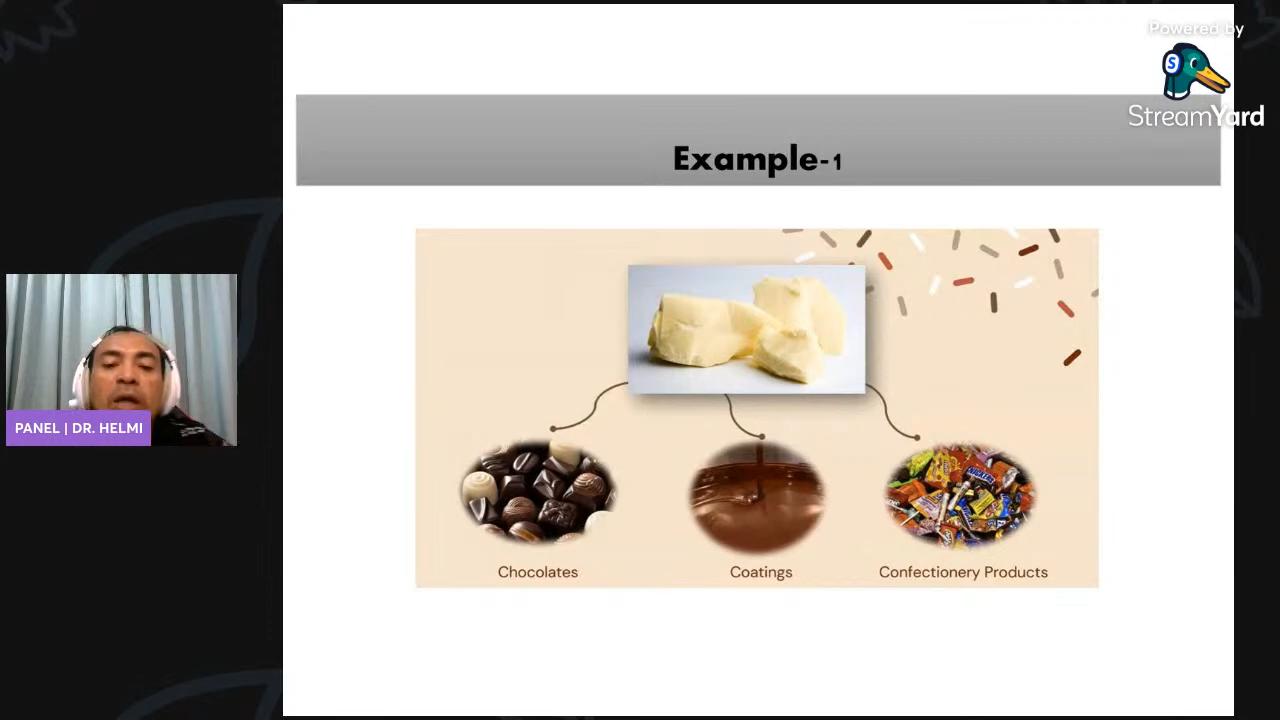 Powered by
StreamYard
Example-1
PANEL | DR. HELMI
Chocolates
Coatings
Confectionery Products